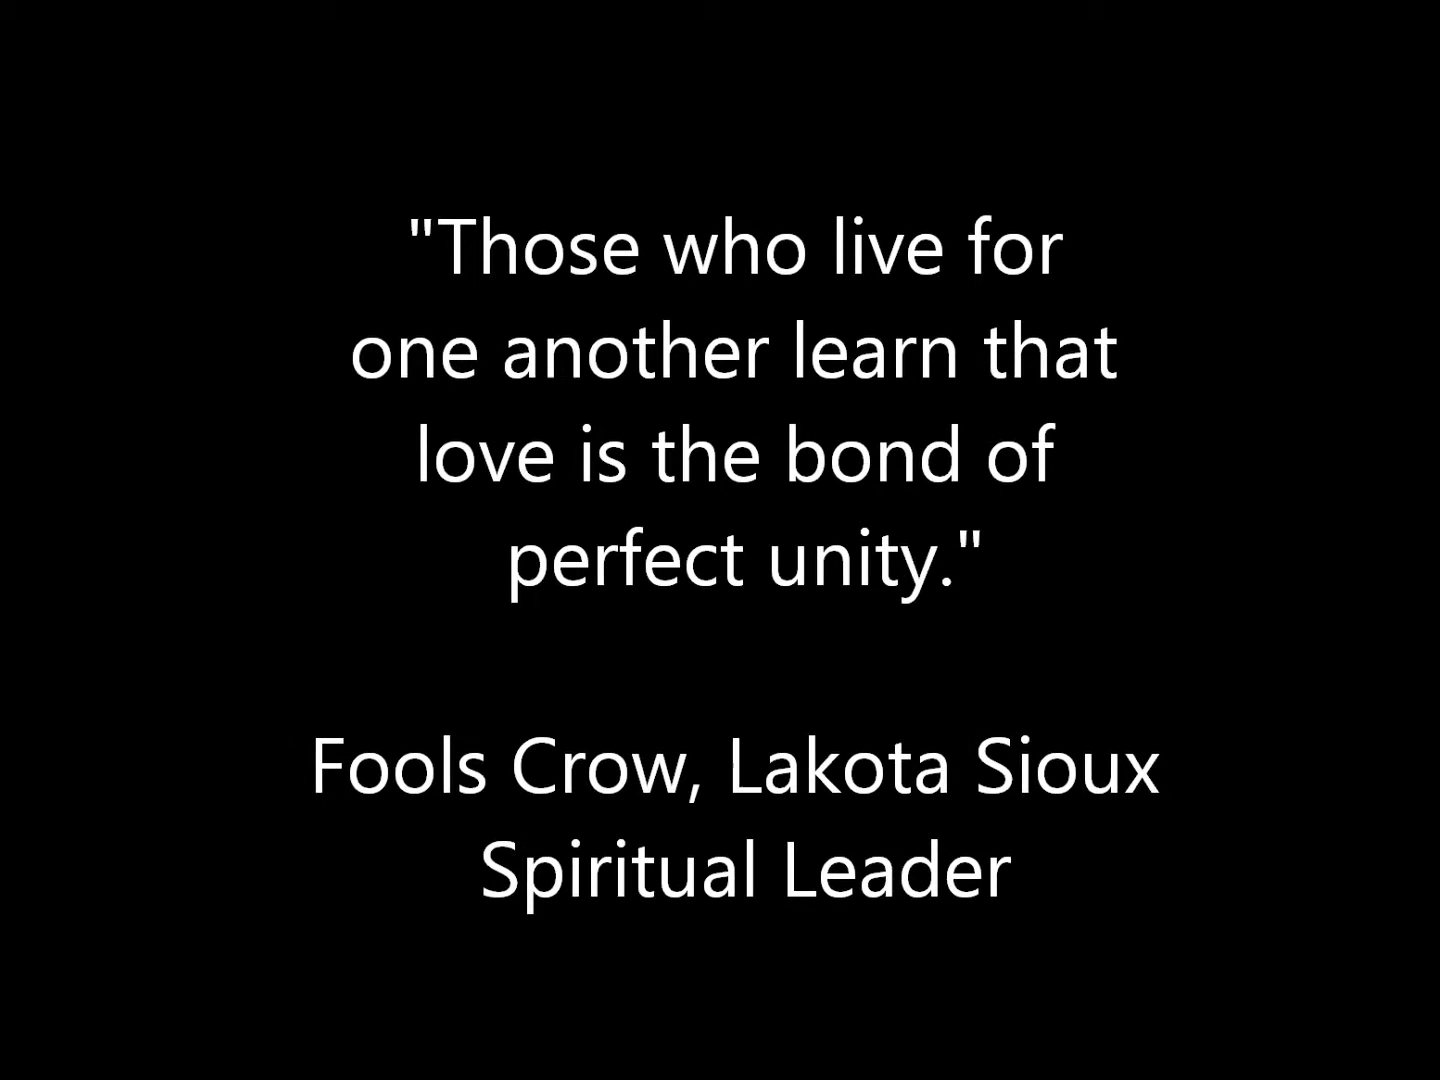 "Those who live for
one another learn that
love is the bond of
perfect unity."
Fools Crow, Lakota Sioux
Spiritual Leader